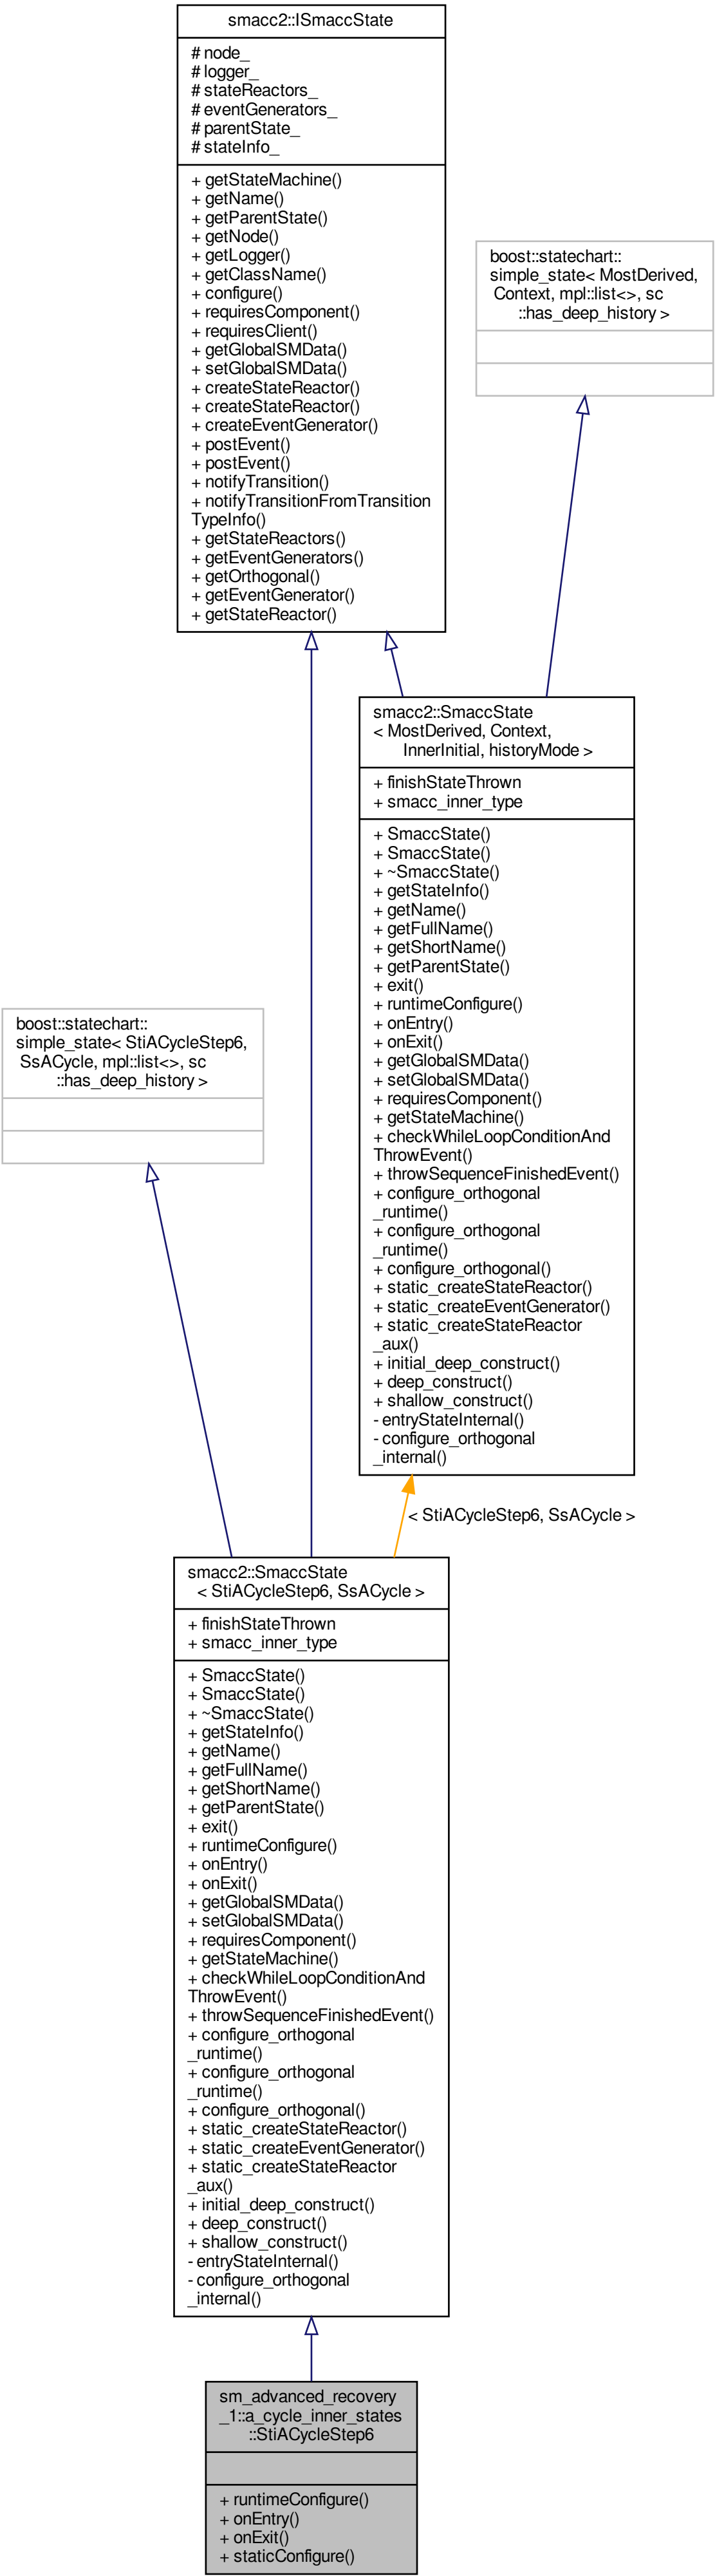 smacc2::ISmaccState
# node_
# logger_
# stateReactors_
# eventGenerators_
# parentState_
# stateInfo_
+ getStateMachine()
+ getName()
+ getParentState()
+ getNode()
+ getLogger()
+ getClassName()
+ configure()
+ requiresComponent()
+ requiresClient()
+ getGlobalSMData()
+ setGlobalSMData()
+ createStateReactor()
+ createStateReactor()
+ createEventGenerator()
+ postEvent()
+ postEvent()
+ notifyTransition()
+ notifyTransitionFromTransition
TypeInfo()
+ getStateReactors()
+ getEventGenerators()
+ getOrthogonal()
+ getEventGenerator()
+ getStateReactor()
boost::statechart::
simple_state< MostDerived,
Context, mpl::list<>, sc
::has_deep_history >
smacc2::SmaccState
< MostDerived, Context,
InnerInitial, historyMode >
+ finishStateThrown
+ smacc_inner_type
+ SmaccState()
+ SmaccState()
+ ~SmaccState()
+ getStateInfo()
+ getName()
+ getFullName()
+ getShortName()
+ getParentState()
+ exit()
+ runtimeConfigure()
+ onEntry()
+ onExit()
+ getGlobalSMData()
+ setGlobalSMData()
+ requiresComponent()
+ getStateMachine()
+ checkWhileLoopConditionAnd
ThrowEvent()
+ throwSequenceFinishedEvent()
+ configure_orthogonal
_runtime()
+ configure_orthogonal
_runtime()
+ configure_orthogonal()
+ static_createStateReactor()
+ static_createEventGenerator()
+ static_createStateReactor
_aux()
+ initial_deep_construct()
+ deep_construct()
+ shallow_construct()
- entryStateInternal()
- configure_orthogonal
_internal()
boost::statechart::
simple_state< StiACycleStep6,
SsACycle, mpl::list<>, sc
::has_deep_history >
< StiACycleStep6, SsACycle >
smacc2::SmaccState
< StiACycleStep6, SsACycle >
+ finishStateThrown
+ smacc_inner_type
+ SmaccState()
+ SmaccState()
+ ~SmaccState()
+ getStateInfo()
+ getName()
+ getFullName()
+ getShortName()
+ getParentState()
+ exit()
+ runtimeConfigure()
+ onEntry()
+ onExit()
+ getGlobalSMData()
+ setGlobalSMData()
+ requiresComponent()
+ getStateMachine()
+ checkWhileLoopConditionAnd
ThrowEvent()
+ throwSequenceFinishedEvent()
+ configure_orthogonal
_runtime()
+ configure_orthogonal
_runtime()
+ configure_orthogonal()
+ static_createStateReactor()
+ static_createEventGenerator()
+ static_createStateReactor
_aux()
+ initial_deep_construct()
+ deep_construct()
+ shallow_construct()
- entryStateInternal()
- configure_orthogonal
_internal()
sm_advanced_recovery
_1::a_cycle_inner_states
::StiACycleStep6
+ runtimeConfigure()
+ onEntry()
+ onExit()
+ staticConfigure()